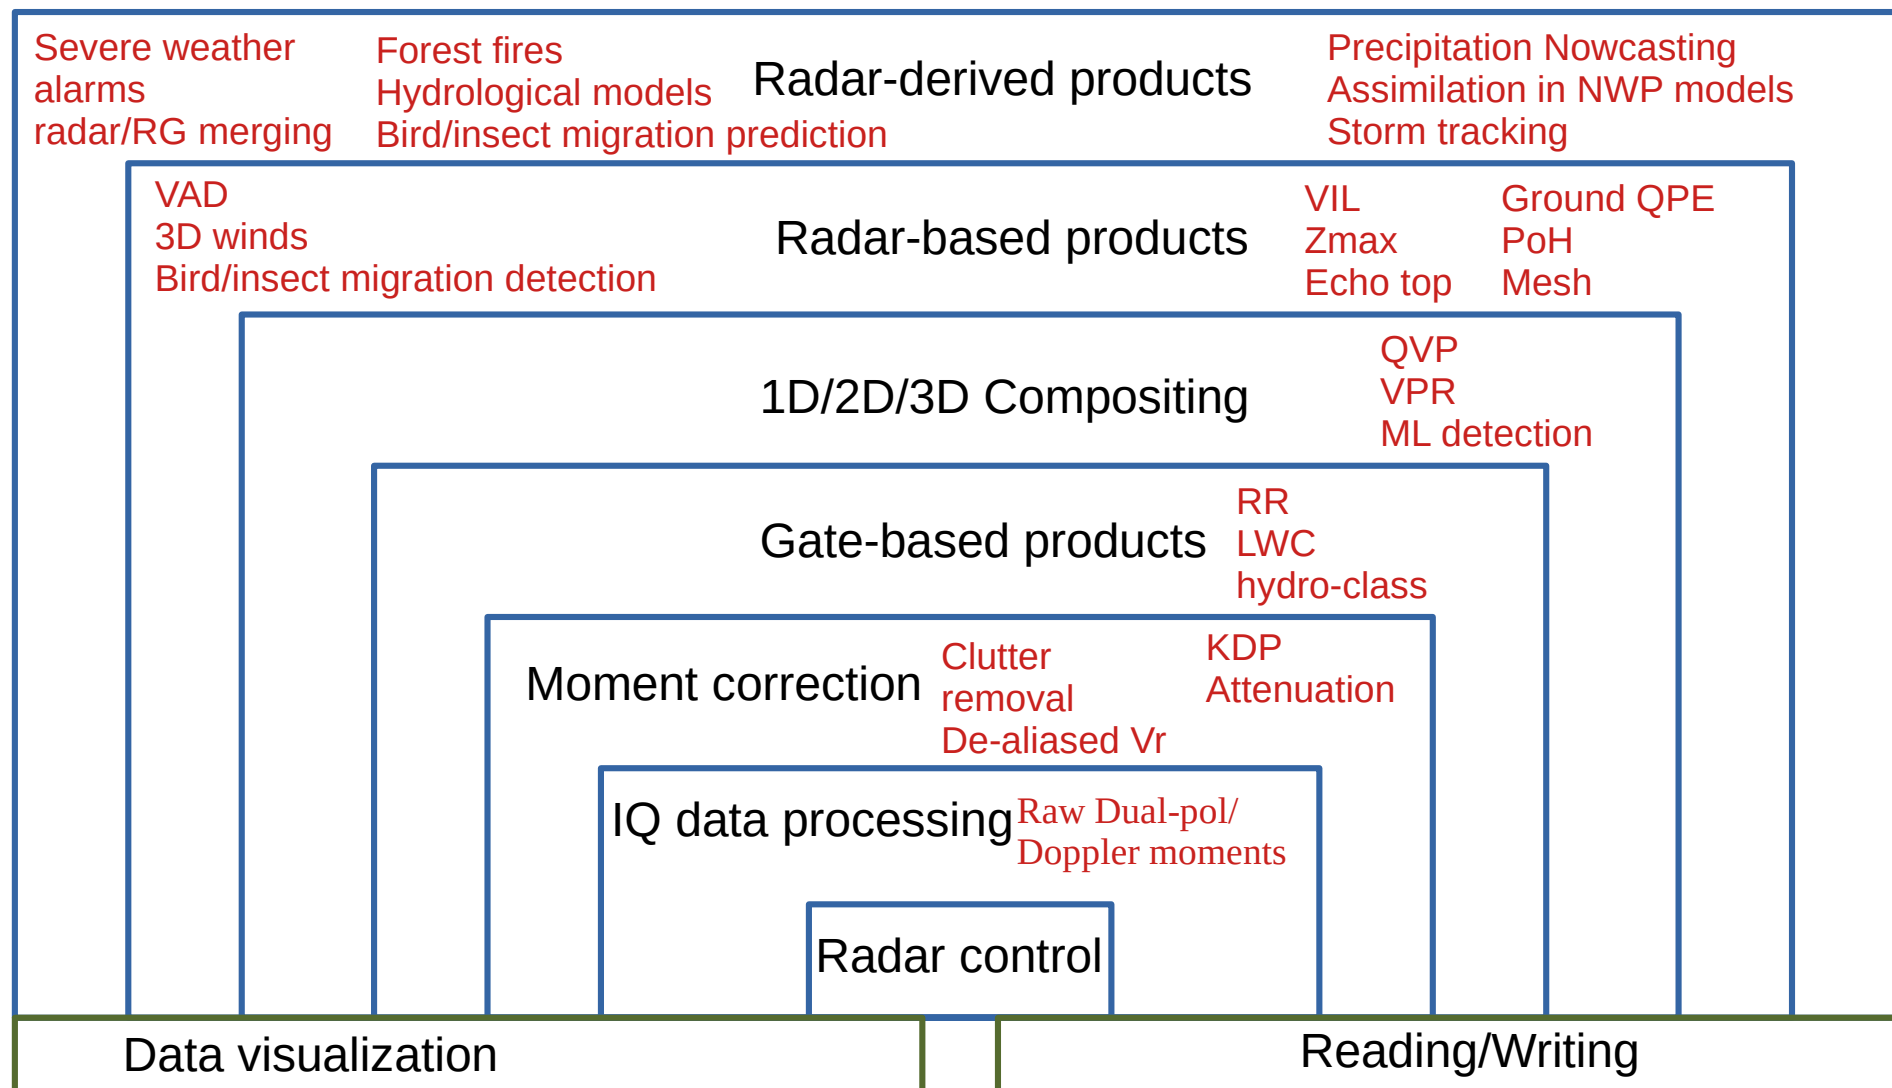 Severe weather
alarms
radar/RG merging
Forest fires
Hydrological models
Bird/insect migration prediction
Radar-derived products
Precipitation Nowcasting
Assimilation in NWP models
Storm tracking
VAD
3D winds
Bird/insect migration detection
Radar-based products
VIL
Zmax
Echo top
Ground QPE
PoH
Mesh
1D/2D/3D Compositing
QVP
VPR
ML detection
Gate-based products
RR
LWC
hydro-class
Moment correction
Clutter
removal
De-aliased Vr
KDP
Attenuation
IQ data processing
Raw Dual-pol/
Doppler moments
Radar control
Data visualization
Reading/Writing